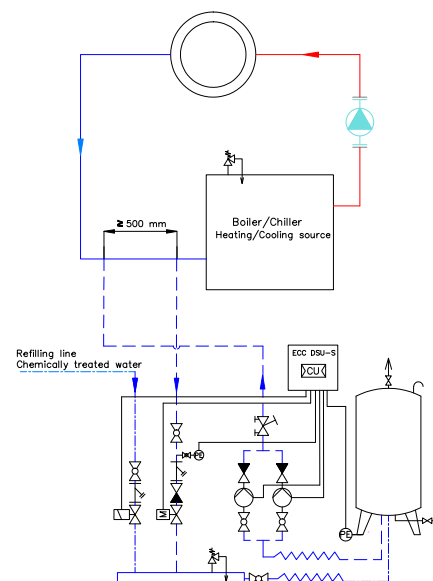 Boiler/Chiller
Heating/Cooling source
≥ 500 mm
Refilling line
Chemically treated water
ECC DSU-S
CU
PE
M
PE